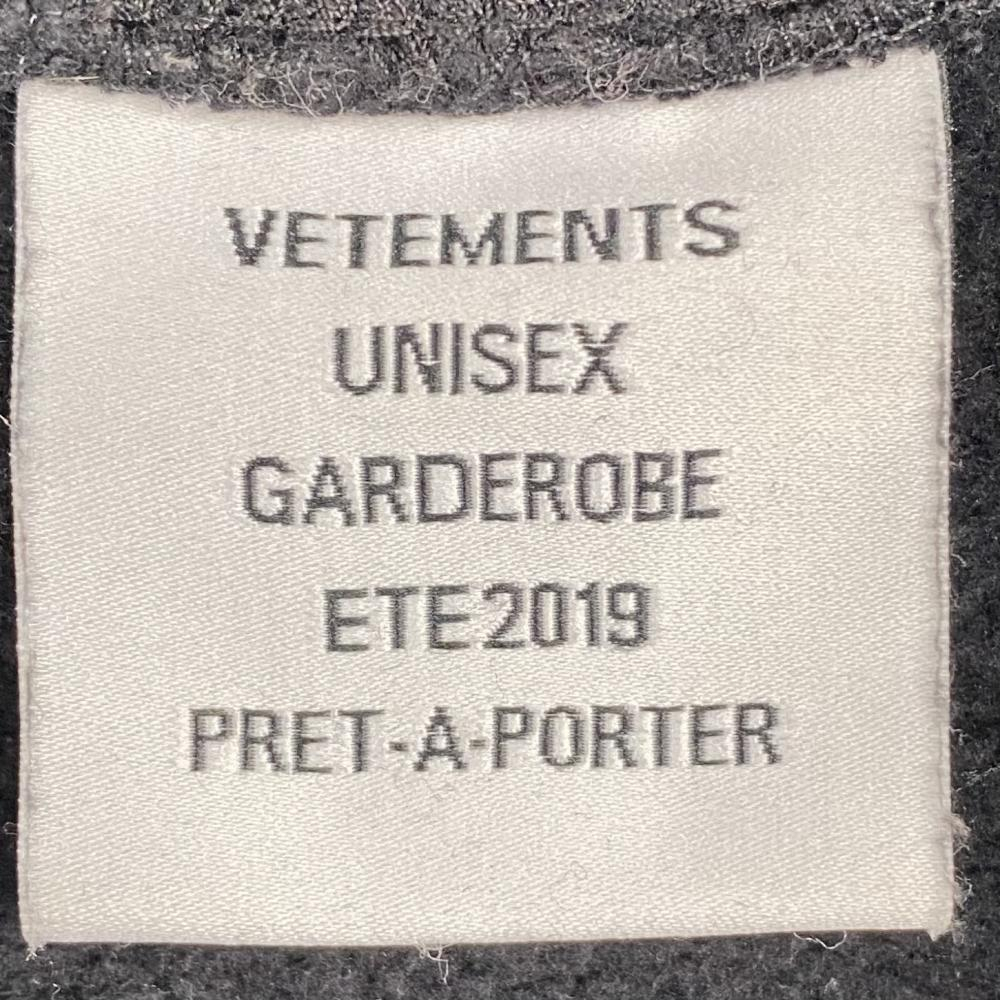 VETEMENTS
UNISEX
GARDEROBE
ETE2019
PRET-A-PORTER